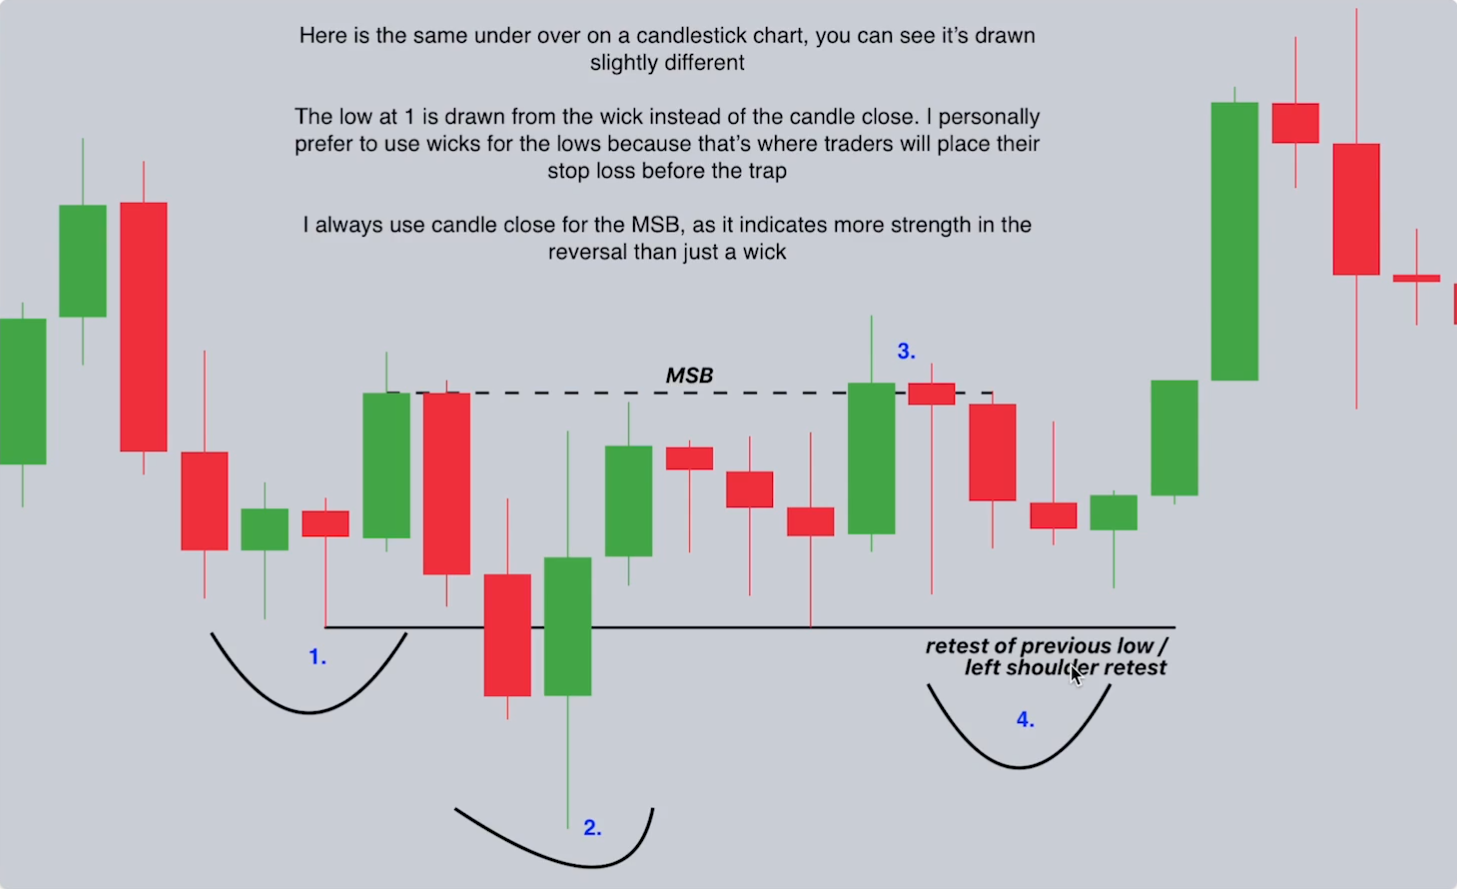 Here is the same under over on a candlestick chart, you can see it's drawn
slightly different
The low at 1 is drawn from the wick instead of the candle close. I personally
prefer to use wicks for the lows because that's where traders will place their
stop loss before the trap
I always use candle close for the MSB, as it indicates more strength in the
reversal than just a wick
3.
MSB
retest of previous low /
left shoulder retest
1.
4.
2.